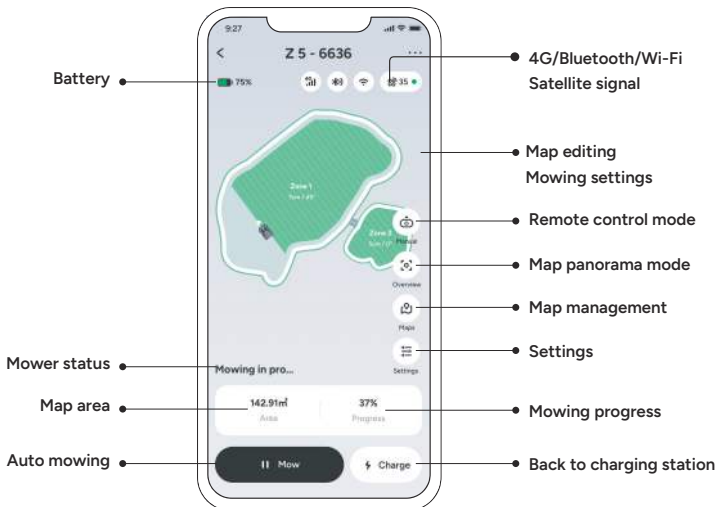 9:27
Z 5 - 6636
75%
35
Battery
4G/Bluetooth/Wi-Fi
Satellite signal
Zone 1
Map editing
Mowing settings
Remote control mode
Zone 2
Manual
Map panorama mode
Overview
Map management
Maps
Mower status
Mowing in pro...
Settings
Settings
Map area
142.91㎡
37%
Area
Progress
Mowing progress
Auto mowing
Mow
Charge
Back to charging station